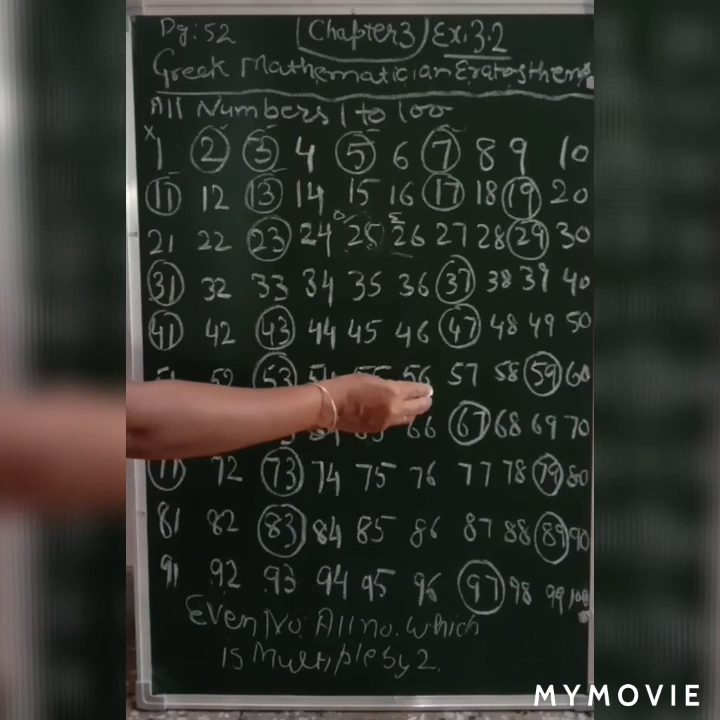 Pg: 52 Chapter 3 Ex. 3.2
Greek Mathematician Eratosthens
All Numbers 1 to 100
x
1 2 3 4 5 6 7 8 9 10
11 12 13 14 15 16 17 18 19 20
21 22 23 24 25 26 27 28 29 30
31 32 33 34 35 36 37 38 39 40
41 42 43 44 45 46 47 48 49 50
53 56 57 58 59 60
66 67 68 69 70
72 73 74 75 76 77 78 79 80
81 82 83 84 85 86 87 88 89 90
91 92 93 94 95 96 97 98 99 100
Even No: All no. which
is Multiple by 2.
MYMOVIE